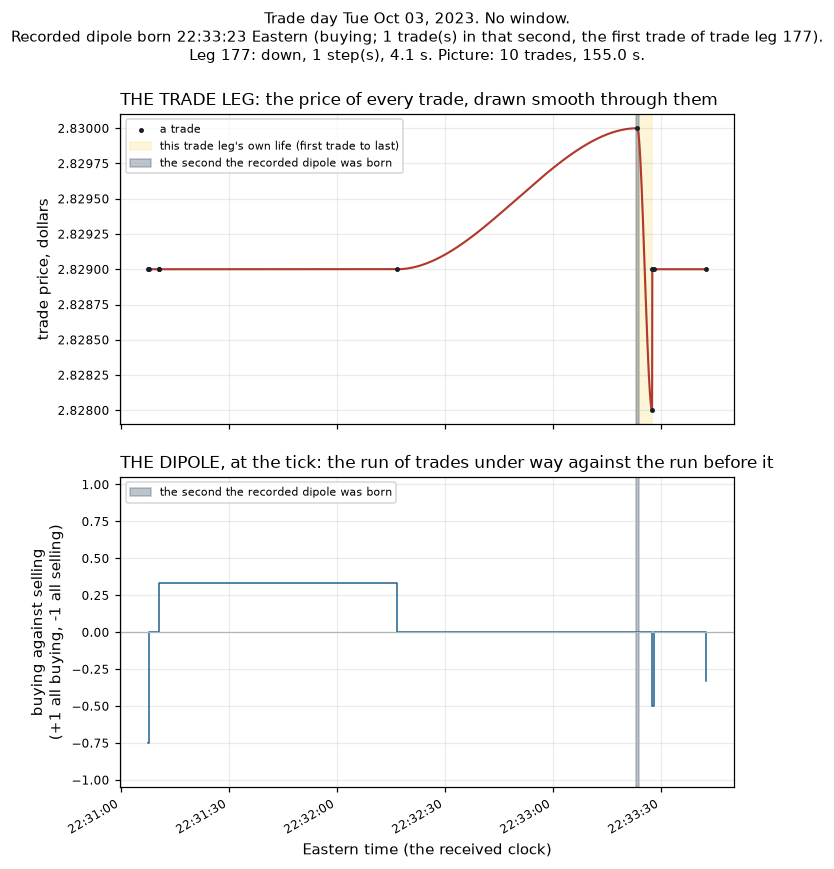 Trade day Tue Oct 03, 2023. No window.
Recorded dipole born 22:33:23 Eastern (buying; 1 trade(s) in that second, the first trade of trade leg 177).
Leg 177: down, 1 step(s), 4.1 s. Picture: 10 trades, 155.0 s.
THE TRADE LEG: the price of every trade, drawn smooth through them
a trade
this trade leg's own life (first trade to last)
the second the recorded dipole was born
2.83000
2.82975
2.82950
2.82925
2.82900
2.82875
2.82850
2.82825
2.82800
trade price, dollars
THE DIPOLE, at the tick: the run of trades under way against the run before it
the second the recorded dipole was born
1.00
0.75
0.50
0.25
0.00
−0.25
−0.50
−0.75
−1.00
buying against selling
(+1 all buying, -1 all selling)
22:31:00
22:31:30
22:32:00
22:32:30
22:33:00
22:33:30
Eastern time (the received clock)